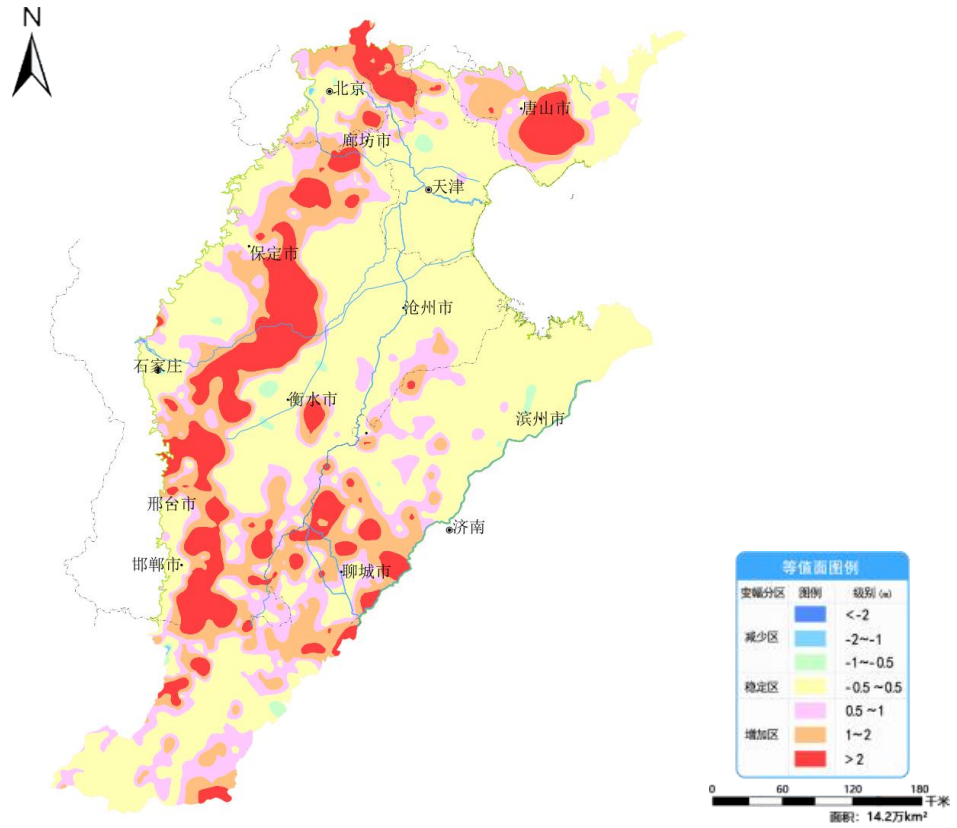 N
北京
唐山市
廊坊市
天津
保定市
沧州市
石家庄
衡水市
滨州市
邢台市
济南
邯郸市
聊城市
等值面图例
变幅分区 图例 级别 (m)
减少区
<-2
-2~-1
-1~-0.5
稳定区 -0.5~0.5
增加区
0.5~1
1~2
>2
0 60 120 180
千米
面积：14.2万km²